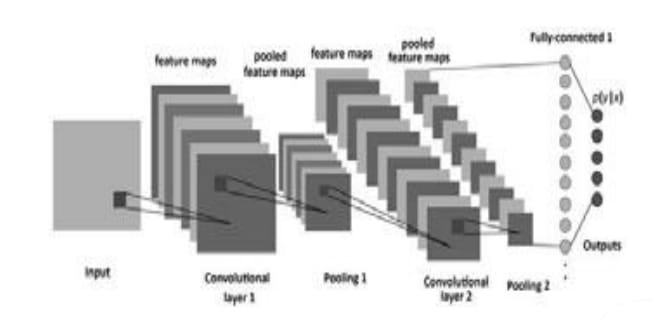 Fully-connected 1
pooled
feature maps
feature maps
pooled
feature maps
feature maps
p(y|x)
Outputs
Input
Convolutional
layer 1
Pooling 1
Convolutional
layer 2
Pooling 2